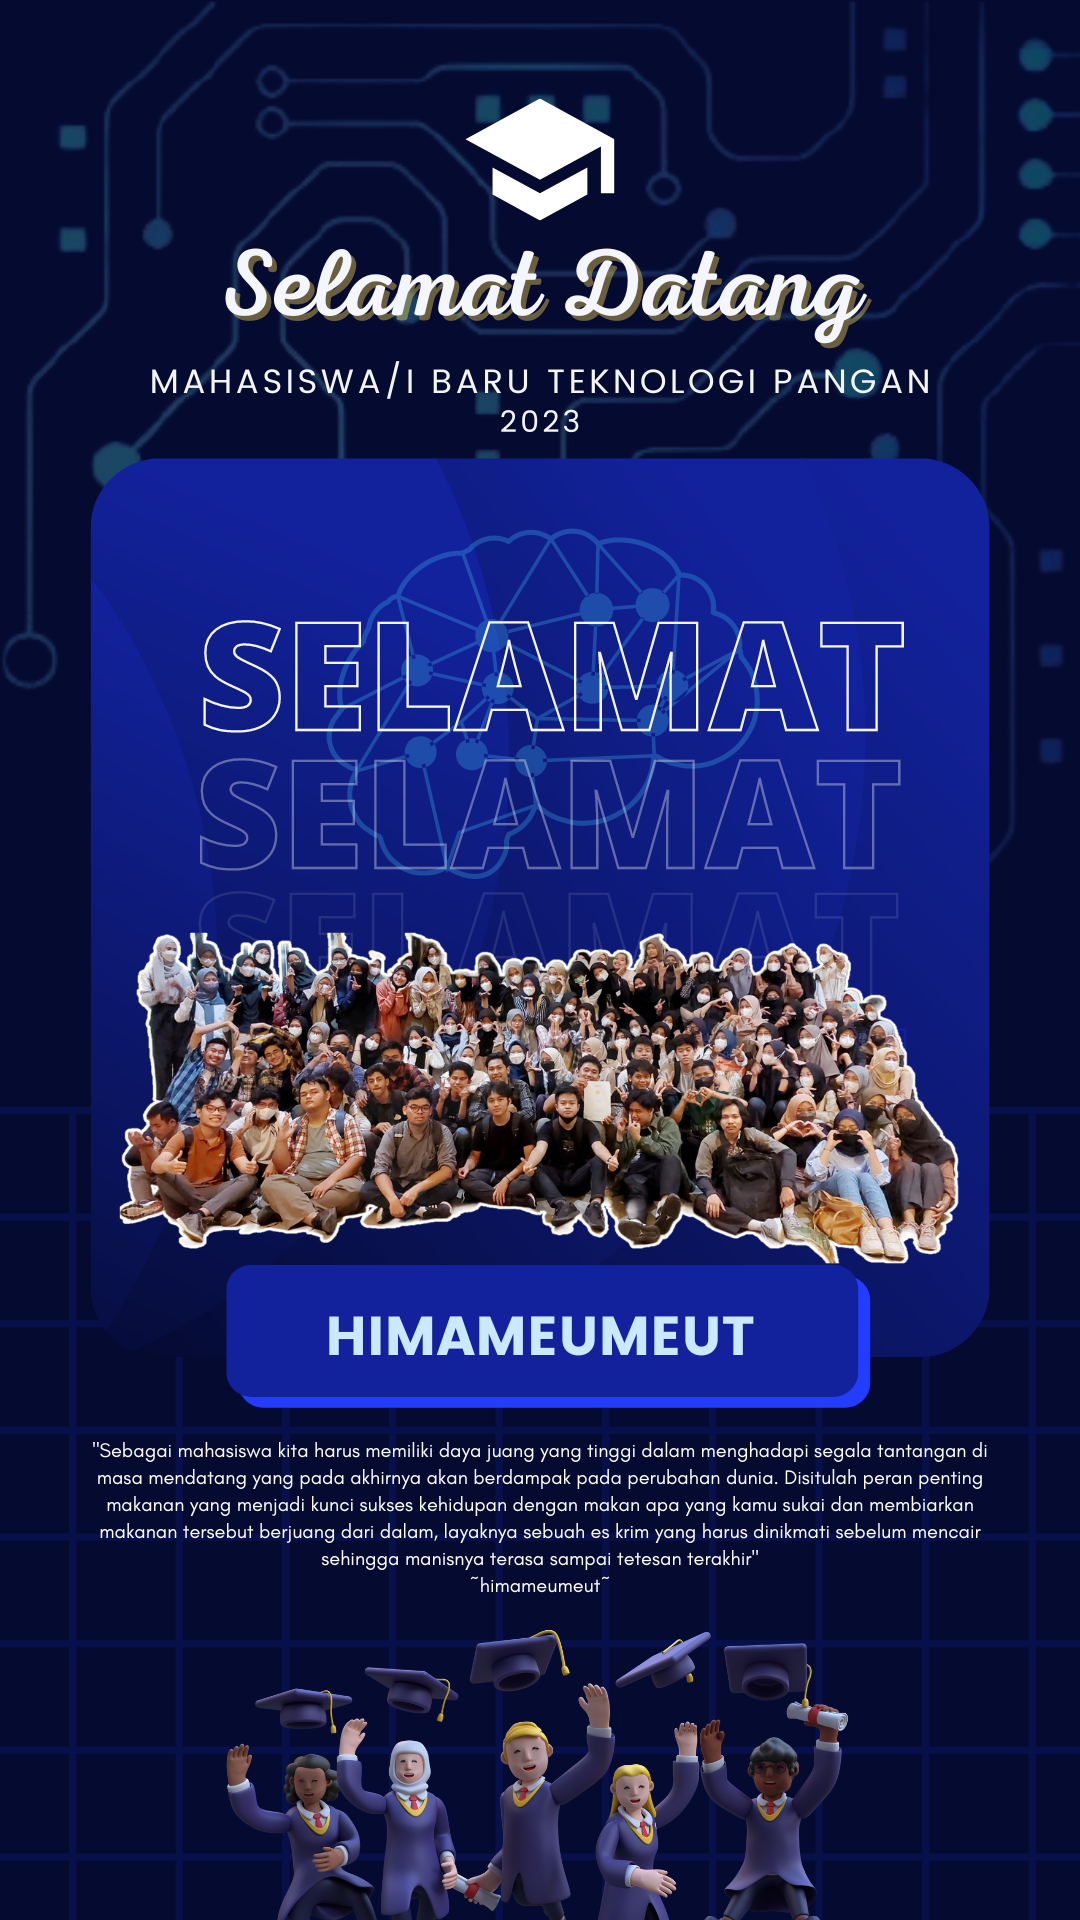 Selamat Datang
MAHASISWA/I BARU TEKNOLOGI PANGAN
2023
SELAMAT
SELAMAT
SELAMAT
HIMAMEUMEUT
"Sebagai mahasiswa kita harus memiliki daya juang yang tinggi dalam menghadapi segala tantangan di
masa mendatang yang pada akhirnya akan berdampak pada perubahan dunia. Disitulah peran penting
makanan yang menjadi kunci sukses kehidupan dengan makan apa yang kamu sukai dan membiarkan
makanan tersebut berjuang dari dalam, layaknya sebuah es krim yang harus dinikmati sebelum mencair
sehingga manisnya terasa sampai tetesan terakhir"
~himameumeut~